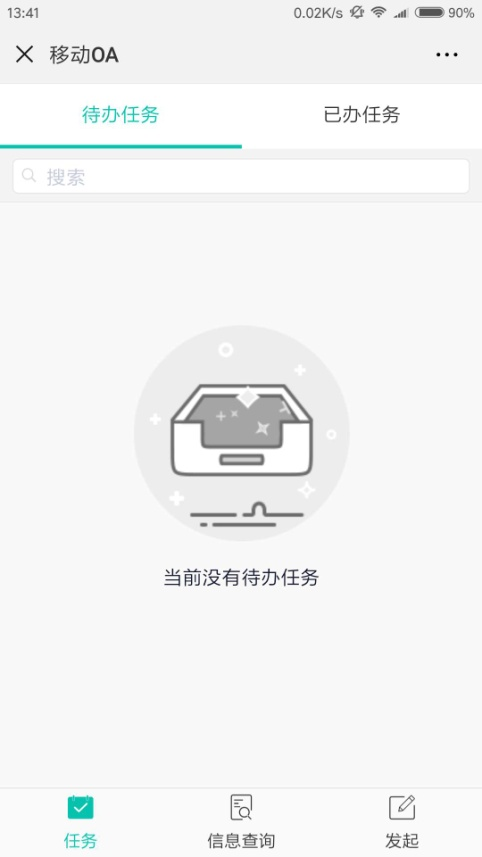 13:41 0.02K/s 90%
移动OA
待办任务 已办任务
搜索
当前没有待办任务
任务 信息查询 发起